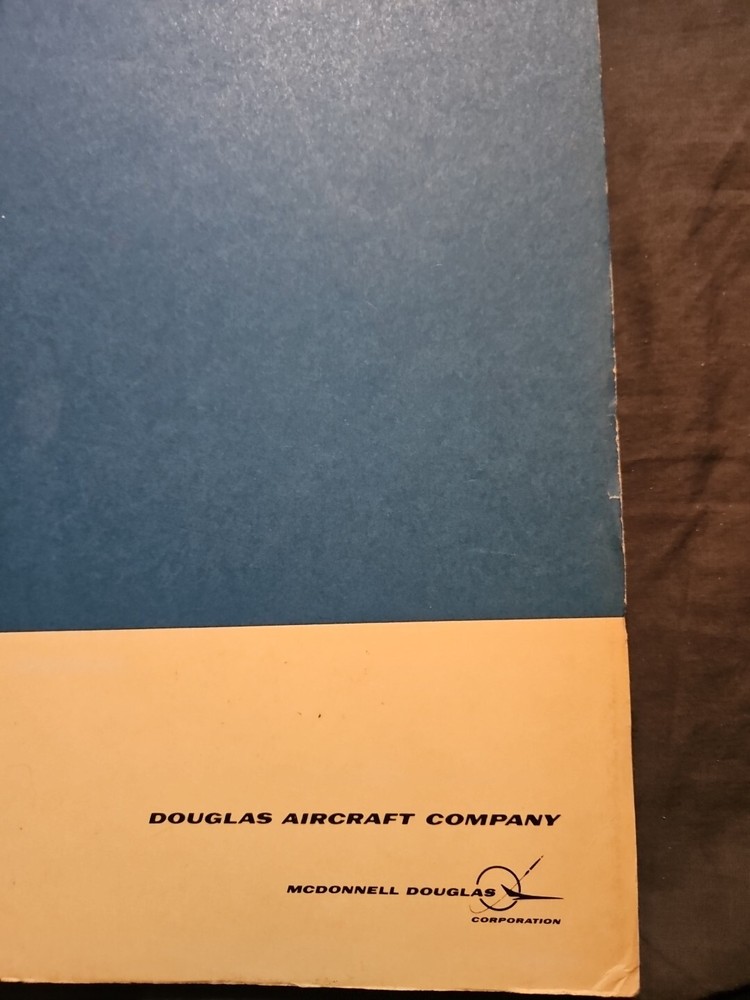 DOUGLAS AIRCRAFT COMPANY
MCDONNELL DOUGLAS
CORPORATION